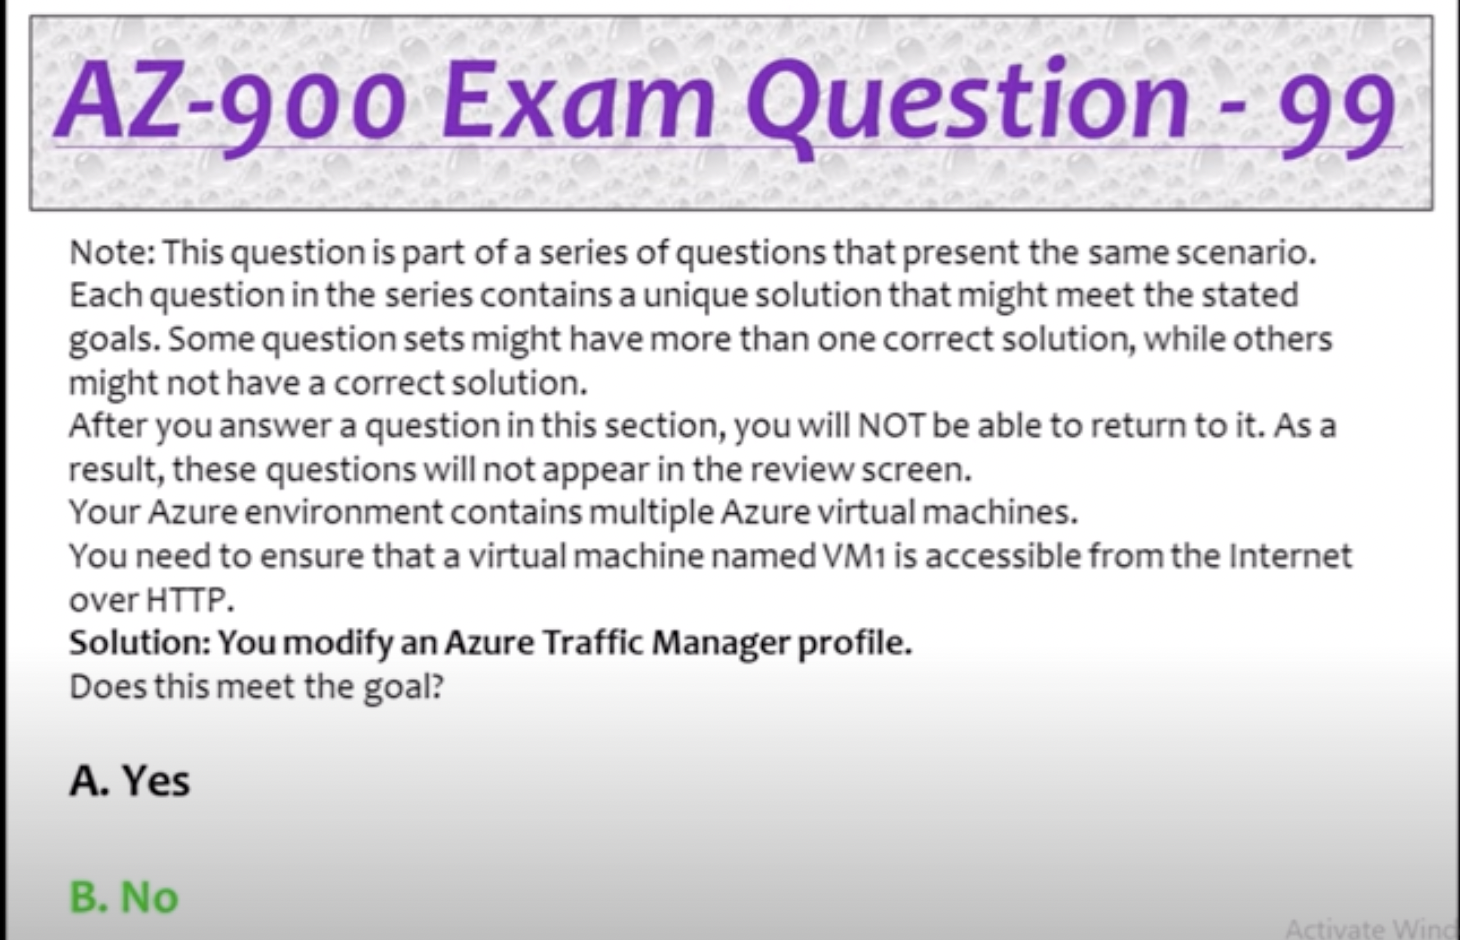 AZ-900 Exam Question - 99
Note: This question is part of a series of questions that present the same scenario.
Each question in the series contains a unique solution that might meet the stated
goals. Some question sets might have more than one correct solution, while others
might not have a correct solution.
After you answer a question in this section, you will NOT be able to return to it. As a
result, these questions will not appear in the review screen.
Your Azure environment contains multiple Azure virtual machines.
You need to ensure that a virtual machine named VM1 is accessible from the Internet
over HTTP.
Solution: You modify an Azure Traffic Manager profile.
Does this meet the goal?
A. Yes
B. No
Activate Wind